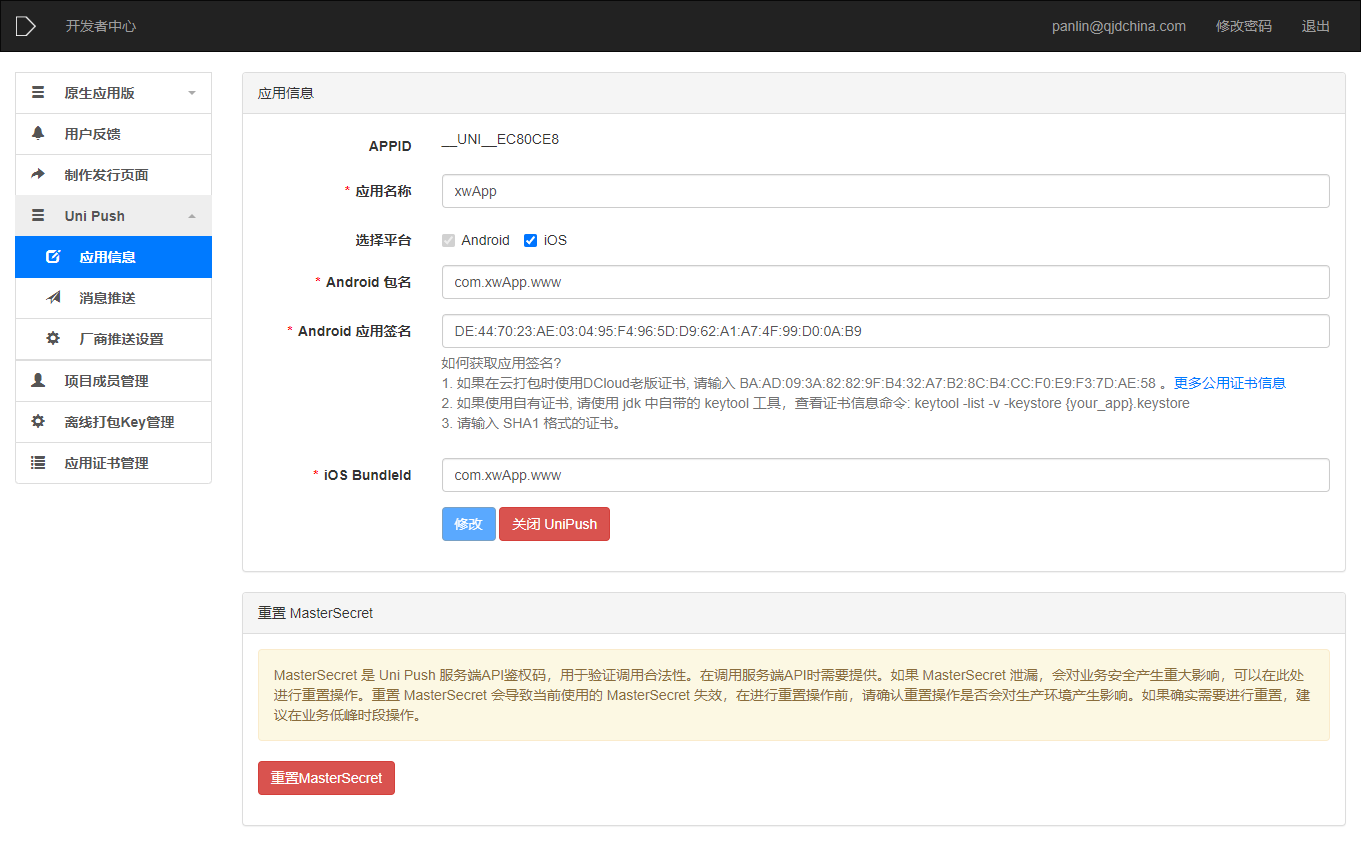 开发者中心
panlin@qjdchina.com 修改密码 退出
原生应用版
用户反馈
制作发行页面
Uni Push
应用信息
消息推送
厂商推送设置
项目成员管理
离线打包Key管理
应用证书管理
应用信息
APPID __UNI__EC80CE8
* 应用名称 xwApp
选择平台 Android iOS
* Android 包名 com.xwApp.www
* Android 应用签名 DE:44:70:23:AE:03:04:95:F4:96:5D:D9:62:A1:A7:4F:99:D0:0A:B9
如何获取应用签名?
1. 如果在云打包时使用DCloud老版证书, 请输入 BA:AD:09:3A:82:82:9F:B4:32:A7:B2:8C:B4:CC:F0:E9:F3:7D:AE:58 。更多公用证书信息
2. 如果使用自有证书, 请使用 jdk 中自带的 keytool 工具，查看证书信息命令: keytool -list -v -keystore {your_app}.keystore
3. 请输入 SHA1 格式的证书。
* iOS BundleId com.xwApp.www
修改 关闭 UniPush
重置 MasterSecret
MasterSecret 是 Uni Push 服务端API鉴权码，用于验证调用合法性。在调用服务端API时需要提供。如果 MasterSecret 泄漏，会对业务安全产生重大影响，可以在此处
进行重置操作。重置 MasterSecret 会导致当前使用的 MasterSecret 失效，在进行重置操作前，请确认重置操作是否会对生产环境产生影响。如果确实需要进行重置，建
议在业务低峰时段操作。
重置MasterSecret